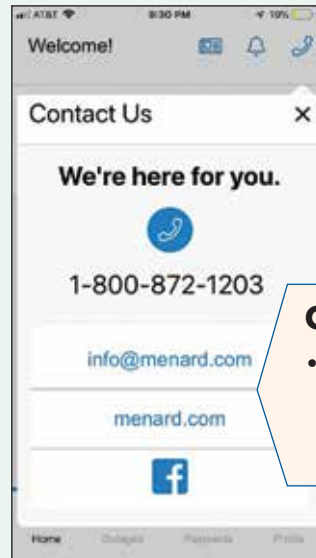 AT&T 9:30 PM 19%
Welcome!
Contact Us ×
We're here for you.
1-800-872-1203
info@menard.com
menard.com
f
Home Outages Payments Profile